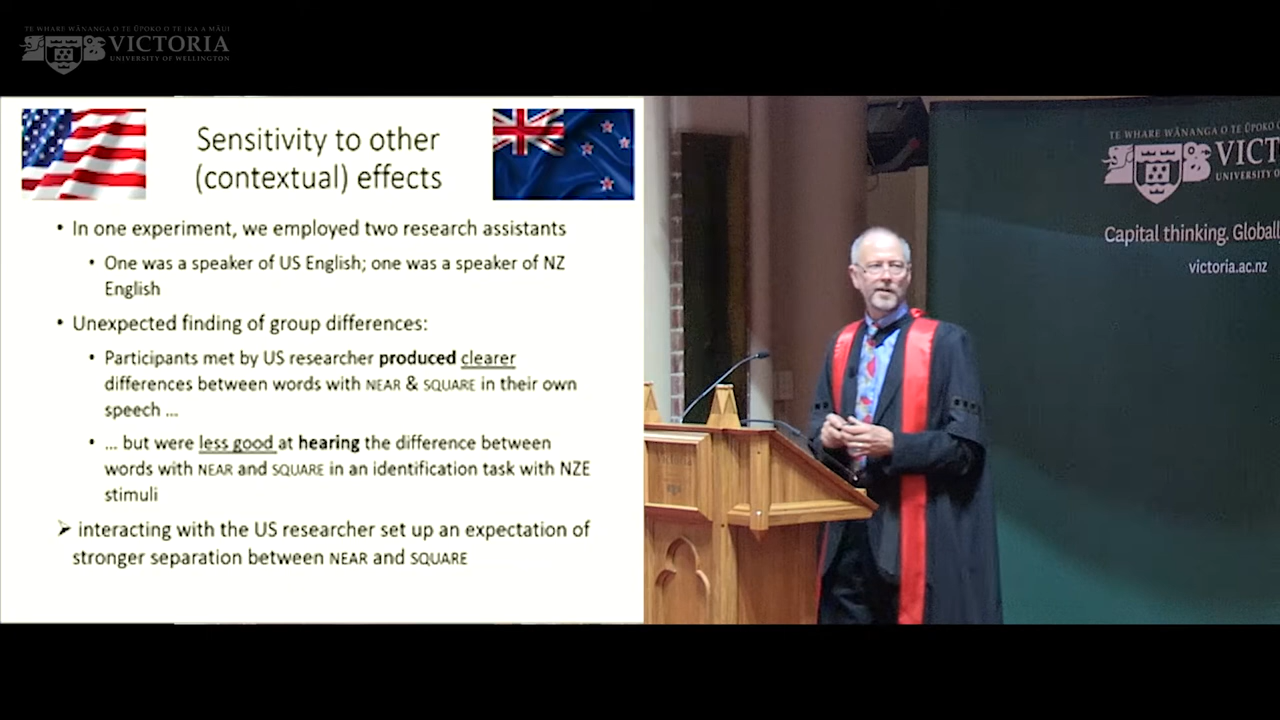 TE WHARE WĀNANGA O TE ŪPOKO O TE IKA A MĀUI
VICTORIA
UNIVERSITY OF WELLINGTON
Sensitivity to other
(contextual) effects
• In one experiment, we employed two research assistants
• One was a speaker of US English; one was a speaker of NZ
English
• Unexpected finding of group differences:
• Participants met by US researcher produced clearer
differences between words with NEAR & SQUARE in their own
speech ...
• ... but were less good at hearing the difference between
words with NEAR and SQUARE in an identification task with NZE
stimuli
➢ interacting with the US researcher set up an expectation of
stronger separation between NEAR and SQUARE
TE WHARE WĀNANGA O TE ŪPOKO O
VICT
UNIVERSITY OF
Capital thinking. Globall
victoria.ac.nz